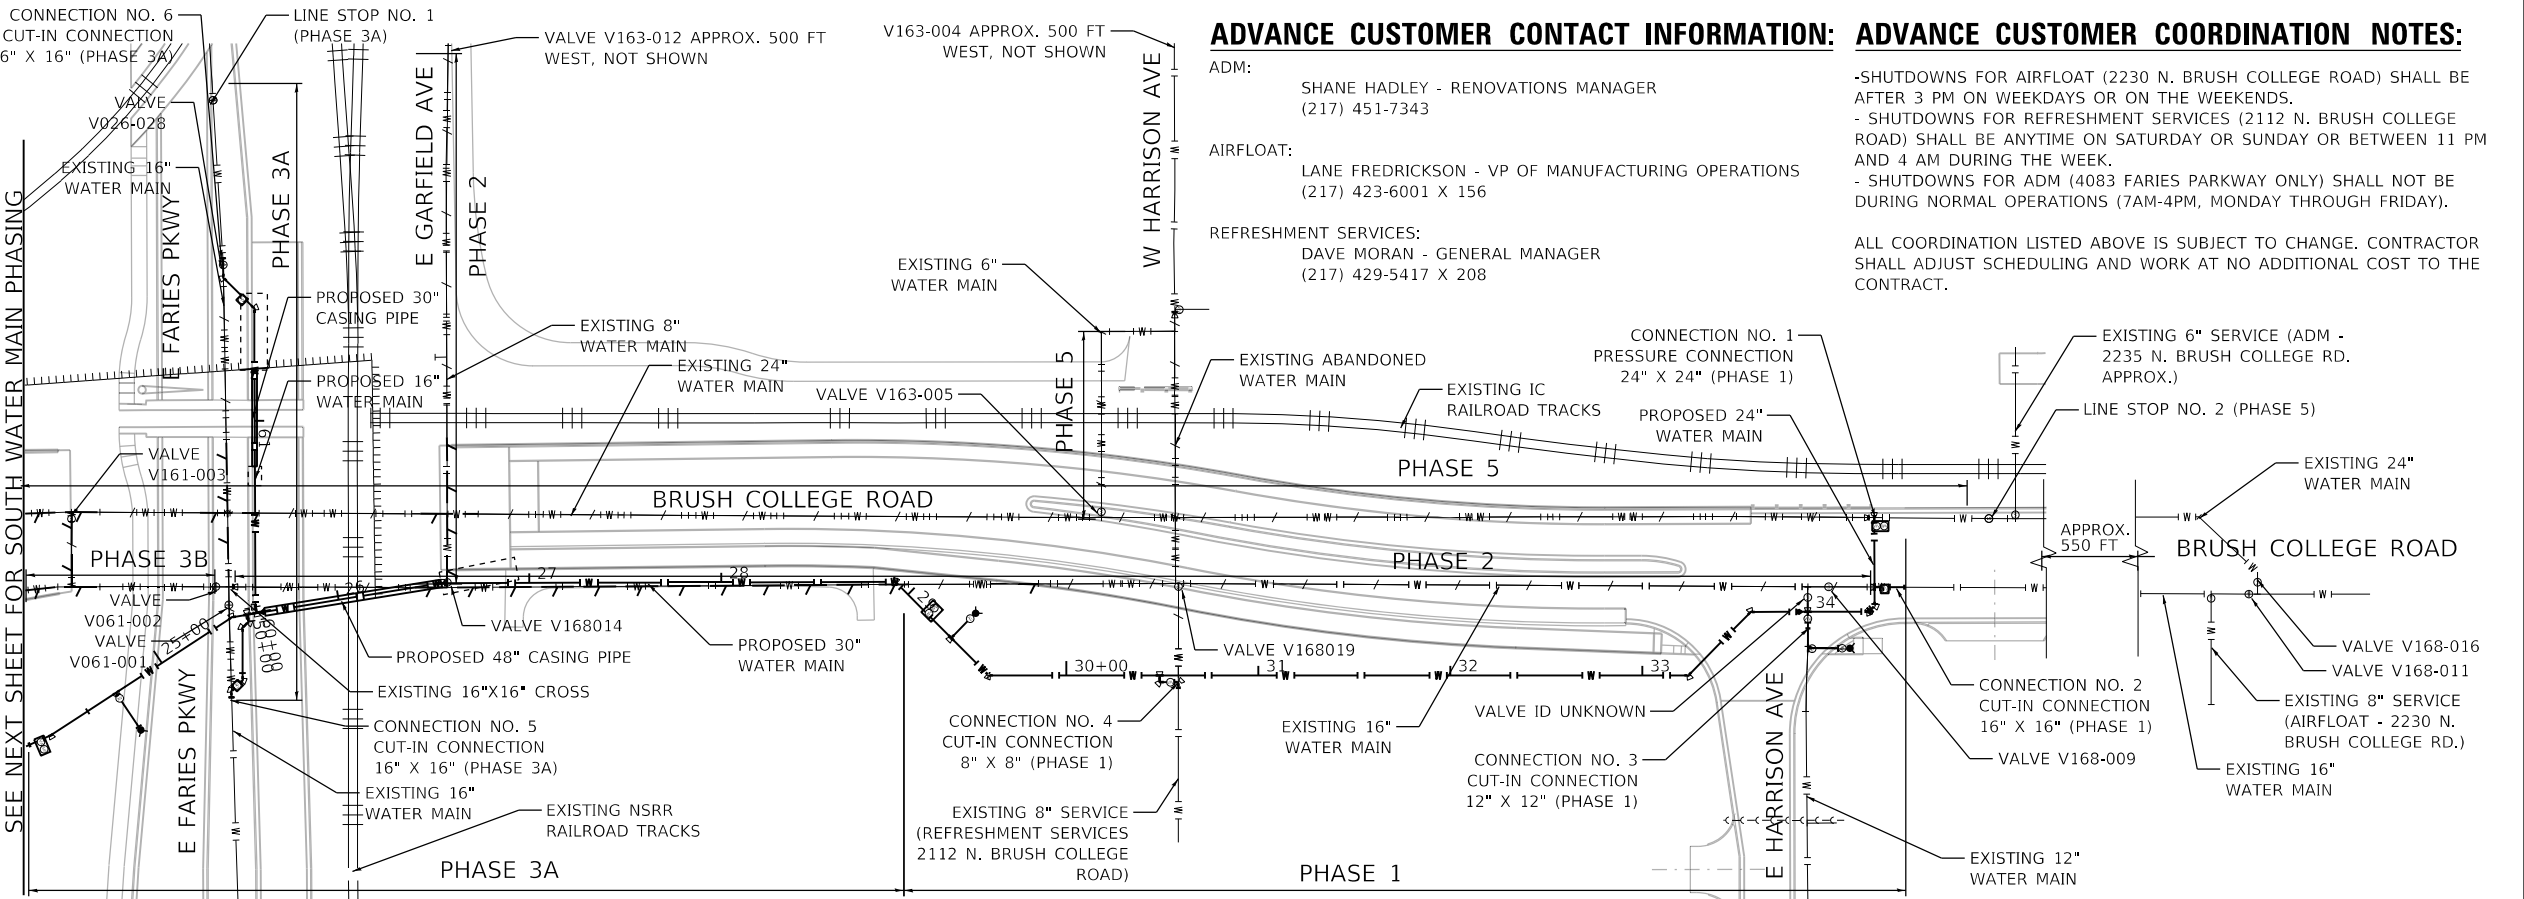 CONNECTION NO. 6
CUT-IN CONNECTION
6" X 16" (PHASE 3A)
LINE STOP NO. 1
(PHASE 3A)
VALVE V163-012 APPROX. 500 FT
WEST, NOT SHOWN
V163-004 APPROX. 500 FT
WEST, NOT SHOWN
ADVANCE CUSTOMER CONTACT INFORMATION:
ADM:
SHANE HADLEY - RENOVATIONS MANAGER
(217) 451-7343
AIRFLOAT:
LANE FREDRICKSON - VP OF MANUFACTURING OPERATIONS
(217) 423-6001 X 156
REFRESHMENT SERVICES:
DAVE MORAN - GENERAL MANAGER
(217) 429-5417 X 208
ADVANCE CUSTOMER COORDINATION NOTES:
-SHUTDOWNS FOR AIRFLOAT (2230 N. BRUSH COLLEGE ROAD) SHALL BE
AFTER 3 PM ON WEEKDAYS OR ON THE WEEKENDS.
- SHUTDOWNS FOR REFRESHMENT SERVICES (2112 N. BRUSH COLLEGE
ROAD) SHALL BE ANYTIME ON SATURDAY OR SUNDAY OR BETWEEN 11 PM
AND 4 AM DURING THE WEEK.
- SHUTDOWNS FOR ADM (4083 FARIES PARKWAY ONLY) SHALL NOT BE
DURING NORMAL OPERATIONS (7AM-4PM, MONDAY THROUGH FRIDAY).
ALL COORDINATION LISTED ABOVE IS SUBJECT TO CHANGE. CONTRACTOR
SHALL ADJUST SCHEDULING AND WORK AT NO ADDITIONAL COST TO THE
CONTRACT.
VALVE
V026-028
EXISTING 16"
WATER MAIN
E FARIES PKWY
PHASE 3A
E GARFIELD AVE
PHASE 2
W HARRISON AVE
SEE NEXT SHEET FOR SOUTH WATER MAIN PHASING
PROPOSED 30"
CASING PIPE
PROPOSED 16"
WATER MAIN
EXISTING 8"
WATER MAIN
EXISTING 24"
WATER MAIN
EXISTING 6"
WATER MAIN
VALVE V163-005
PHASE 5
EXISTING ABANDONED
WATER MAIN
EXISTING IC
RAILROAD TRACKS
CONNECTION NO. 1
PRESSURE CONNECTION
24" X 24" (PHASE 1)
PROPOSED 24"
WATER MAIN
EXISTING 6" SERVICE (ADM -
2235 N. BRUSH COLLEGE RD.
APPROX.)
LINE STOP NO. 2 (PHASE 5)
EXISTING 24"
WATER MAIN
VALVE
V161-003
61
PHASE 5
BRUSH COLLEGE ROAD
APPROX.
550 FT
BRUSH COLLEGE ROAD
PHASE 3B
PHASE 2
VALVE
V061-002
VALVE
V061-001
25+00
60+00
26
27
28
29
30+00
31
32
33
34
VALVE V168014
PROPOSED 48" CASING PIPE
PROPOSED 30"
WATER MAIN
EXISTING 16"X16" CROSS
CONNECTION NO. 5
CUT-IN CONNECTION
16" X 16" (PHASE 3A)
EXISTING 16"
WATER MAIN
E FARIES PKWY
EXISTING NSRR
RAILROAD TRACKS
VALVE V168019
CONNECTION NO. 4
CUT-IN CONNECTION
8" X 8" (PHASE 1)
EXISTING 8" SERVICE
(REFRESHMENT SERVICES
2112 N. BRUSH COLLEGE
ROAD)
EXISTING 16"
WATER MAIN
VALVE ID UNKNOWN
CONNECTION NO. 3
CUT-IN CONNECTION
12" X 12" (PHASE 1)
E HARRISON AVE
CONNECTION NO. 2
CUT-IN CONNECTION
16" X 16" (PHASE 1)
VALVE V168-009
EXISTING 12"
WATER MAIN
VALVE V168-016
VALVE V168-011
EXISTING 8" SERVICE
(AIRFLOAT - 2230 N.
BRUSH COLLEGE RD.)
EXISTING 16"
WATER MAIN
PHASE 3A
PHASE 1